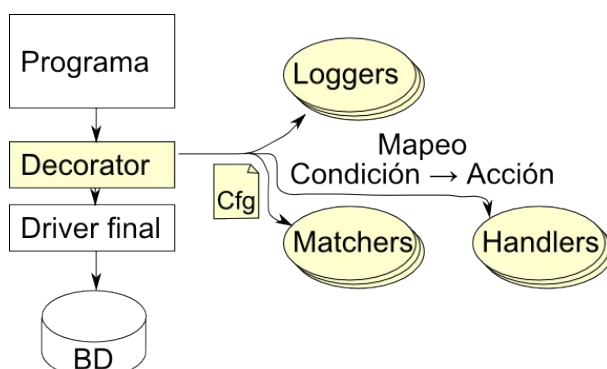 Programa
Loggers
Mapeo
Decorator
Condición → Acción
Cfg
Driver final
Matchers
Handlers
BD